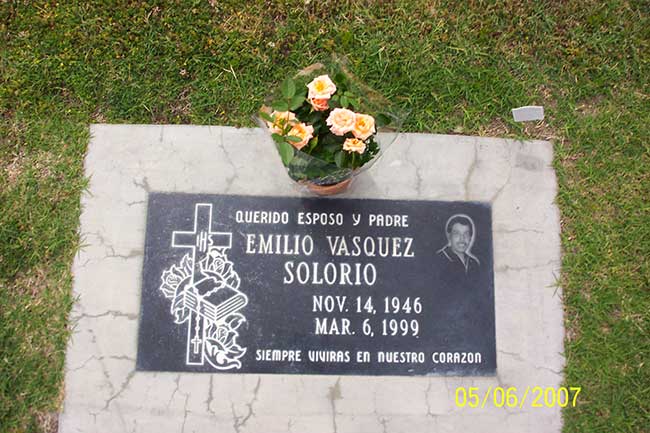 QUERIDO ESPOSO Y PADRE
IHS
EMILIO VASQUEZ
SOLORIO
NOV. 14, 1946
MAR. 6, 1999
SIEMPRE VIVIRAS EN NUESTRO CORAZON
05/06/2007